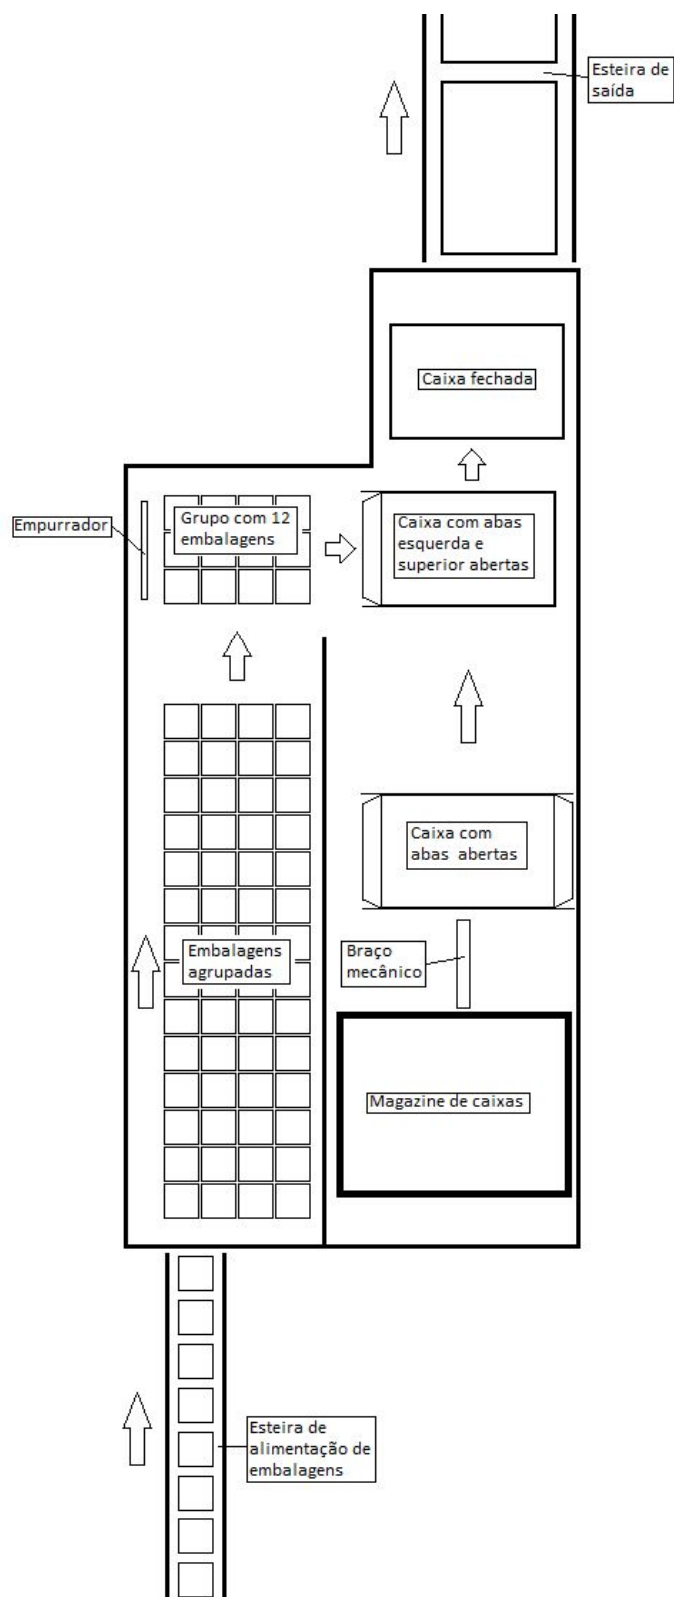 Esteira de
saída
Caixa fechada
Empurrador
Grupo com 12
embalagens
Caixa com abas
esquerda e
superior abertas
Caixa com
abas abertas
Embalagens
agrupadas
Braço
mecânico
Magazine de caixas
Esteira de
alimentação de
embalagens